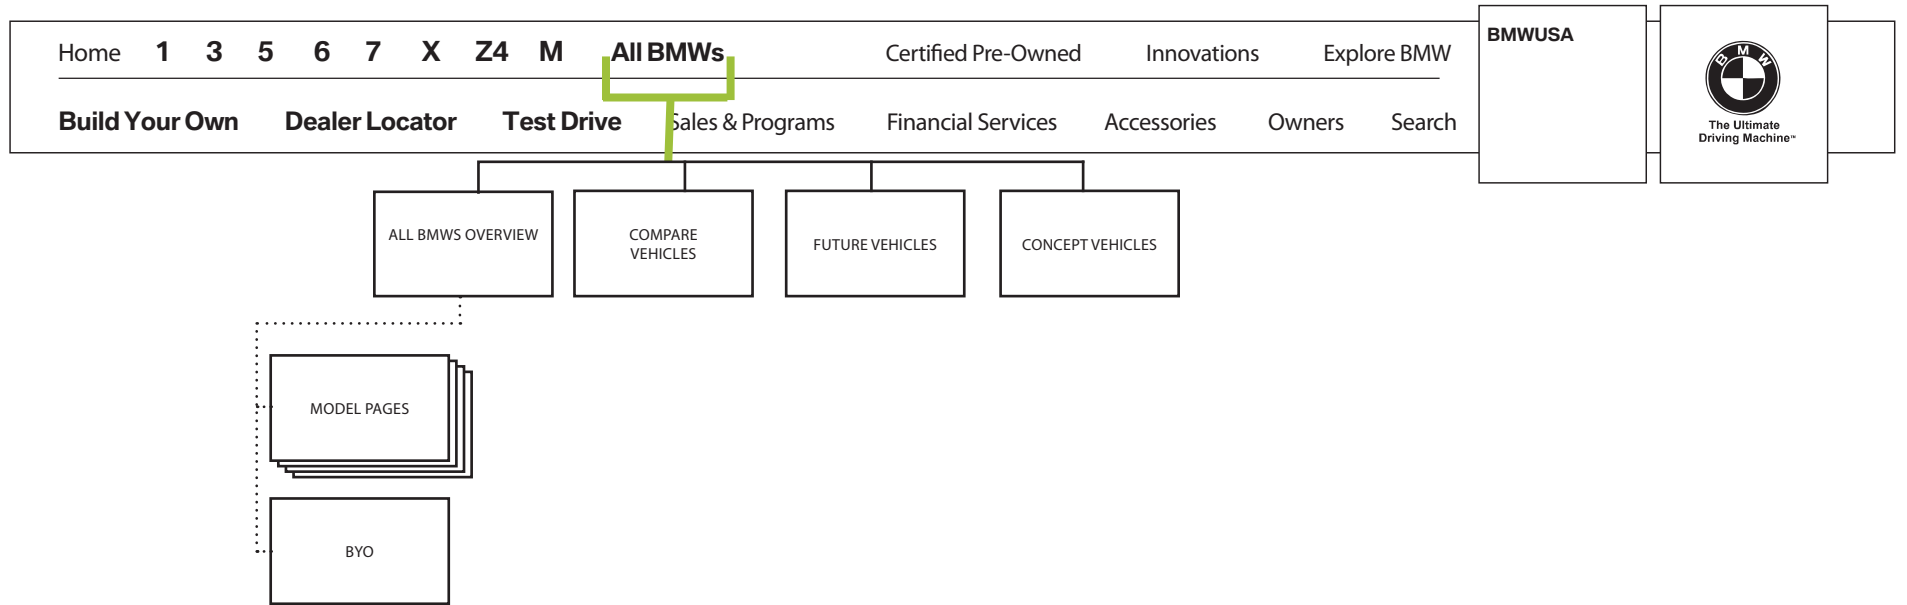 Home 1 3 5 6 7 X Z4 M All BMWs Certified Pre-Owned Innovations Explore BMW
Build Your Own Dealer Locator Test Drive Sales & Programs Financial Services Accessories Owners Search
BMWUSA
BMW
The Ultimate
Driving Machine™
ALL BMWS OVERVIEW
COMPARE
VEHICLES
FUTURE VEHICLES
CONCEPT VEHICLES
MODEL PAGES
BYO